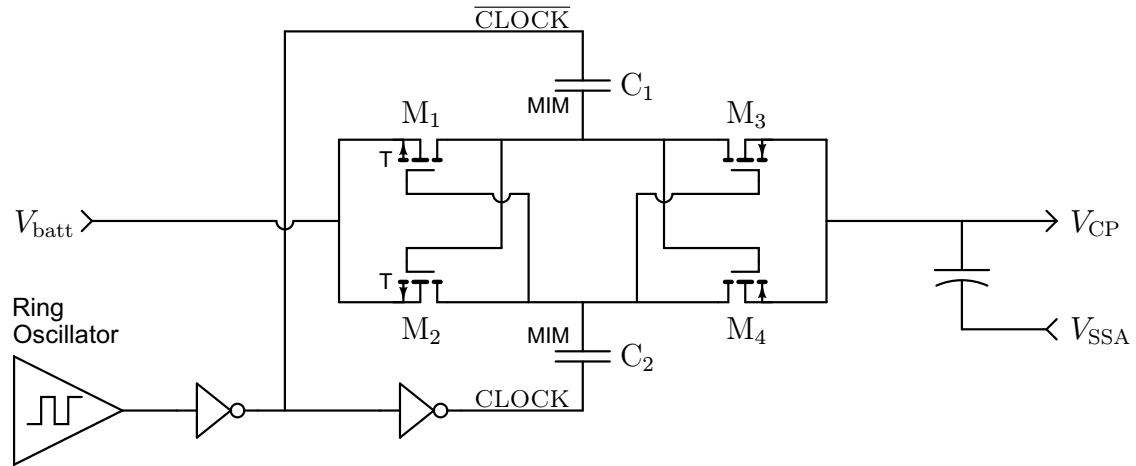 CLOCK
C1
MIM
M1
M3
T
Vbatt
VCP
T
Ring
Oscillator
M2
M4
MIM
C2
VSSA
CLOCK